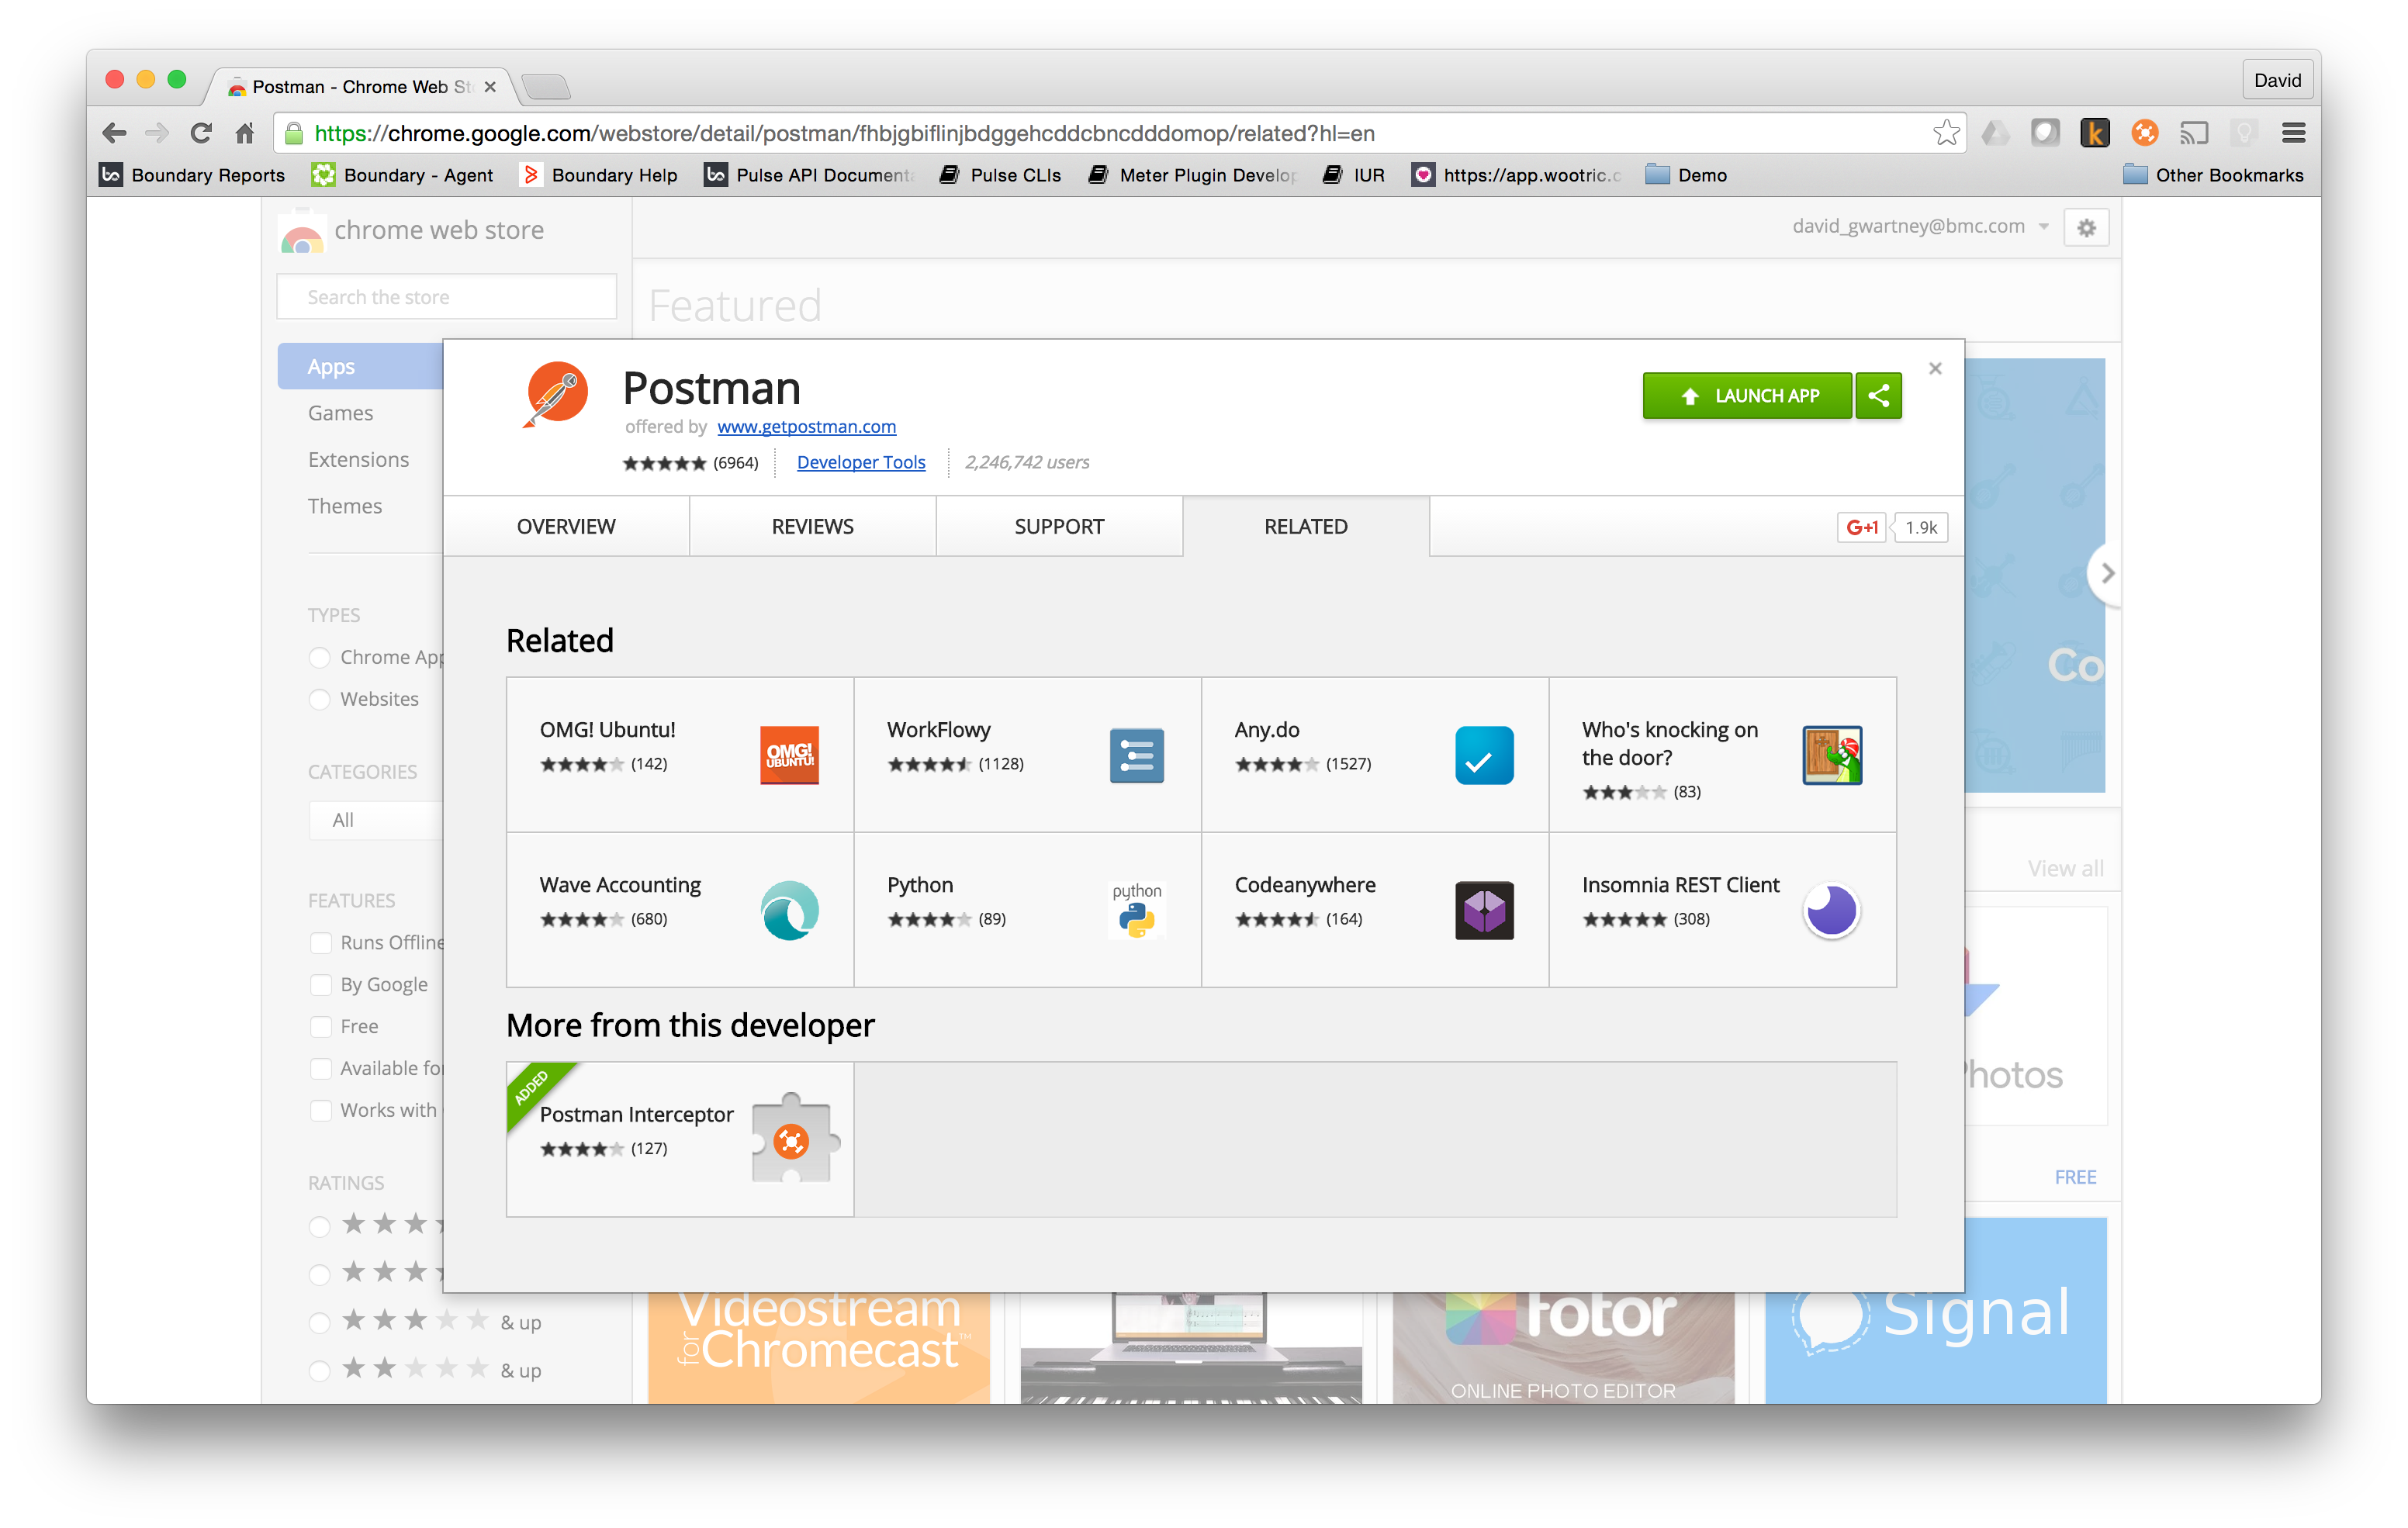 Postman - Chrome Web St
David
https://chrome.google.com/webstore/detail/postman/fhbjgbiflinjbdggehcddcbncdddomop/related?hl=en
Boundary Reports
Boundary - Agent
Boundary Help
Pulse API Document
Pulse CLIs
Meter Plugin Develop
IUR
https://app.wootric.c
Demo
Other Bookmarks
chrome web store
david_gwartney@bmc.com
Search the store
Featured
Apps
Games
Extensions
Themes
TYPES
Chrome App
Websites
CATEGORIES
All
FEATURES
Runs Offline
By Google
Free
Available for
Works with
RATINGS
& up
& up
Postman
offered by www.getpostman.com
(6964)
Developer Tools
2,246,742 users
LAUNCH APP
OVERVIEW
REVIEWS
SUPPORT
RELATED
G+1
1.9k
Related
OMG! Ubuntu!
(142)
OMG!
UBUNTU!
WorkFlowy
(1128)
Any.do
(1527)
Who's knocking on
the door?
(83)
Wave Accounting
(680)
Python
(89)
python
Codeanywhere
(164)
Insomnia REST Client
(308)
More from this developer
ADDED
Postman Interceptor
(127)
Co
View all
Photos
FREE
Videostream
for Chromecast™
fotor
ONLINE PHOTO EDITOR
Signal